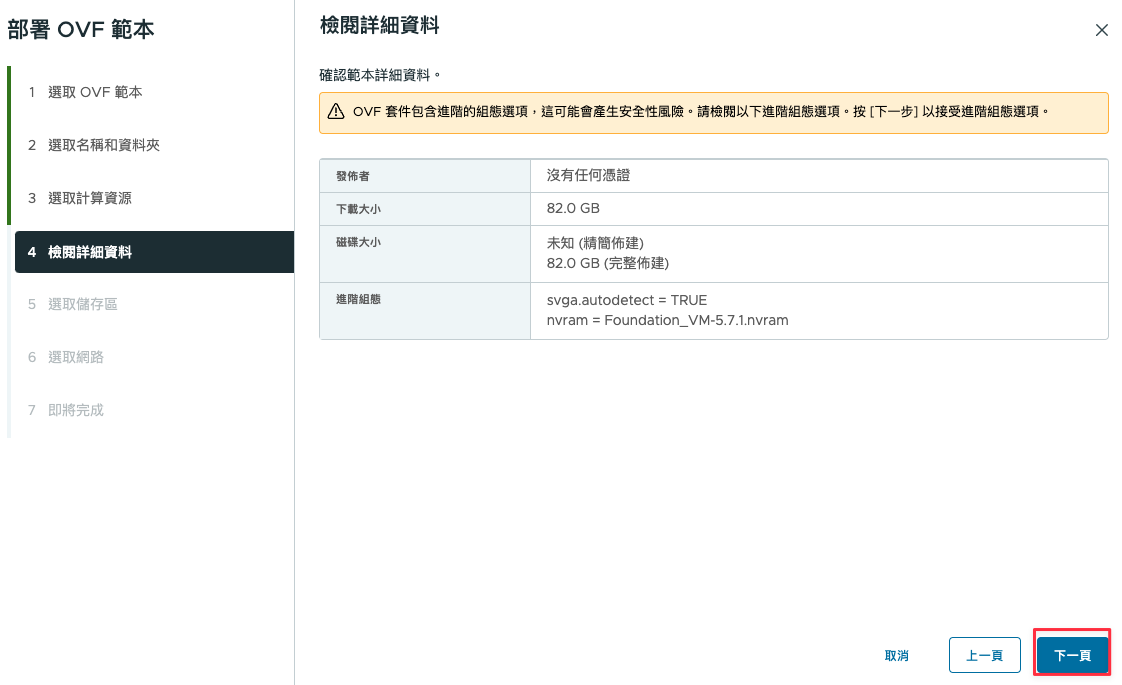 部署 OVF 範本
1 選取 OVF 範本
2 選取名稱和資料夾
3 選取計算資源
4 檢閱詳細資料
5 選取儲存區
6 選取網路
7 即將完成
檢閱詳細資料
確認範本詳細資料。
OVF 套件包含進階的組態選項，這可能會產生安全性風險。請檢閱以下進階組態選項。按 [下一步] 以接受進階組態選項。
發佈者 沒有任何憑證
下載大小 82.0 GB
磁碟大小 未知 (精簡佈建)
82.0 GB (完整佈建)
進階組態 svga.autodetect = TRUE
nvram = Foundation_VM-5.7.1.nvram
取消 上一頁 下一頁